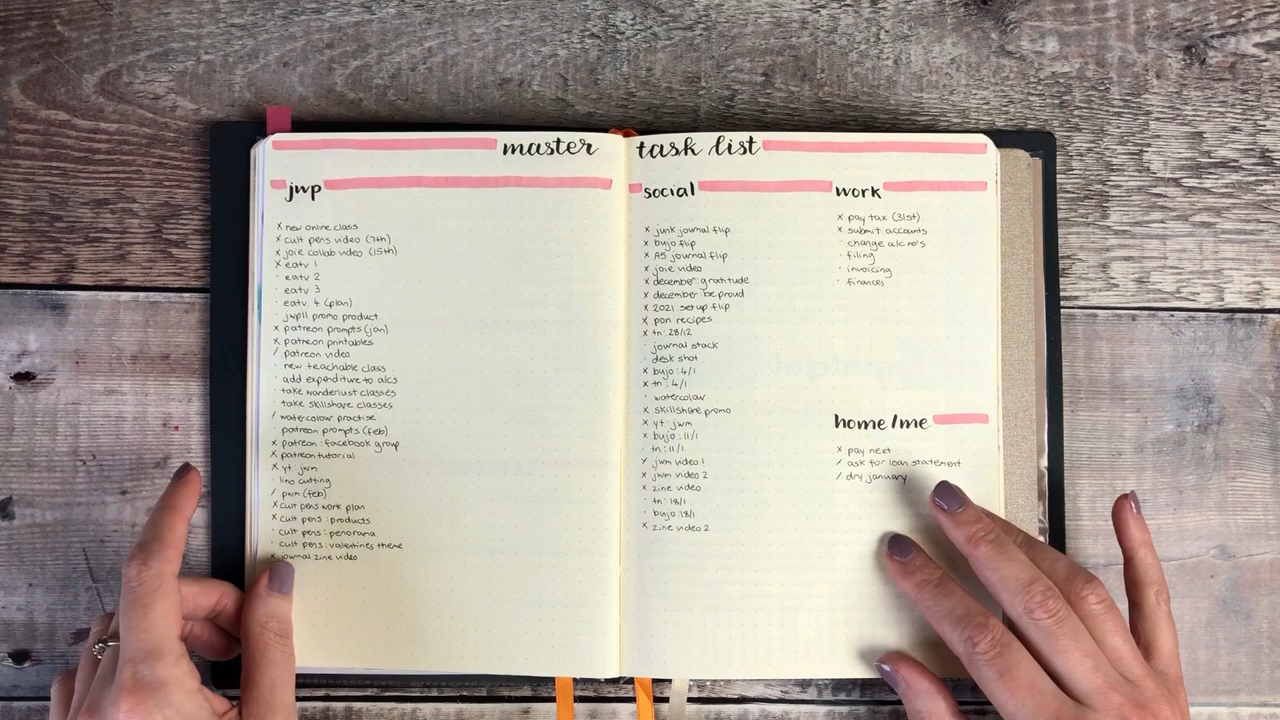 master task list
jwp
x new online class
x cult pens video (7th)
x joie collab video (15th)
x eatv 1
· eatv 2
· eatv 3
· eatv 4 (plan)
jwp11 promo product
x patreon prompts (jan)
x patreon printables
/ patreon video
new teachable class
add expenditure to alcs
take wanderlust classes
take skillshare classes
/ watercolour practise
patreon prompts (feb)
x patreon: facebook group
x patreon tutorial
x yt: jwm
lino cutting
/ pwm (feb)
x cult pens work plan
x cult pens: products
· cult pens: penorama
· cult pens: valentines theme
x journal zine video
social
x junk journal flip
x bujo flip
x A5 journal flip
x joie video
x december: gratitude
x december: be proud
x 2021 setup flip
x pon recipes
x tn: 28/12
· journal stack
· desk shot
x bujo: 4/1
x tn: 4/1
· watercolour
x skillshare promo
x yt: jwm
x bujo: 11/1
· tn: 11/1
x jwm video 1
x jwm video 2
x zine video
· tn: 18/1
· bujo: 18/1
x zine video 2
work
x pay tax (31st)
x submit accounts
· change alc no's
· filing
· invoicing
· finances
home/me
x pay next
/ ask for loan statement
/ dry january